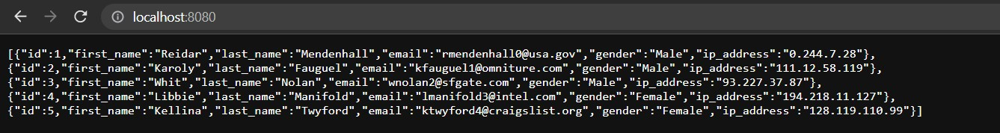 localhost:8080
[{"id":1,"first_name":"Reidar","last_name":"Mendenhall","email":"rmendenhall0@usa.gov","gender":"Male","ip_address":"0.244.7.28"},
{"id":2,"first_name":"Karoly","last_name":"Fauguel","email":"kfauguel1@omniture.com","gender":"Male","ip_address":"111.12.58.119"},
{"id":3,"first_name":"Whit","last_name":"Nolan","email":"wnolan2@sfgate.com","gender":"Male","ip_address":"93.227.37.87"},
{"id":4,"first_name":"Libbie","last_name":"Manifold","email":"lmanifold3@intel.com","gender":"Female","ip_address":"194.218.11.127"},
{"id":5,"first_name":"Kellina","last_name":"Twyford","email":"ktwyford4@craigslist.org","gender":"Female","ip_address":"128.119.110.99"}]